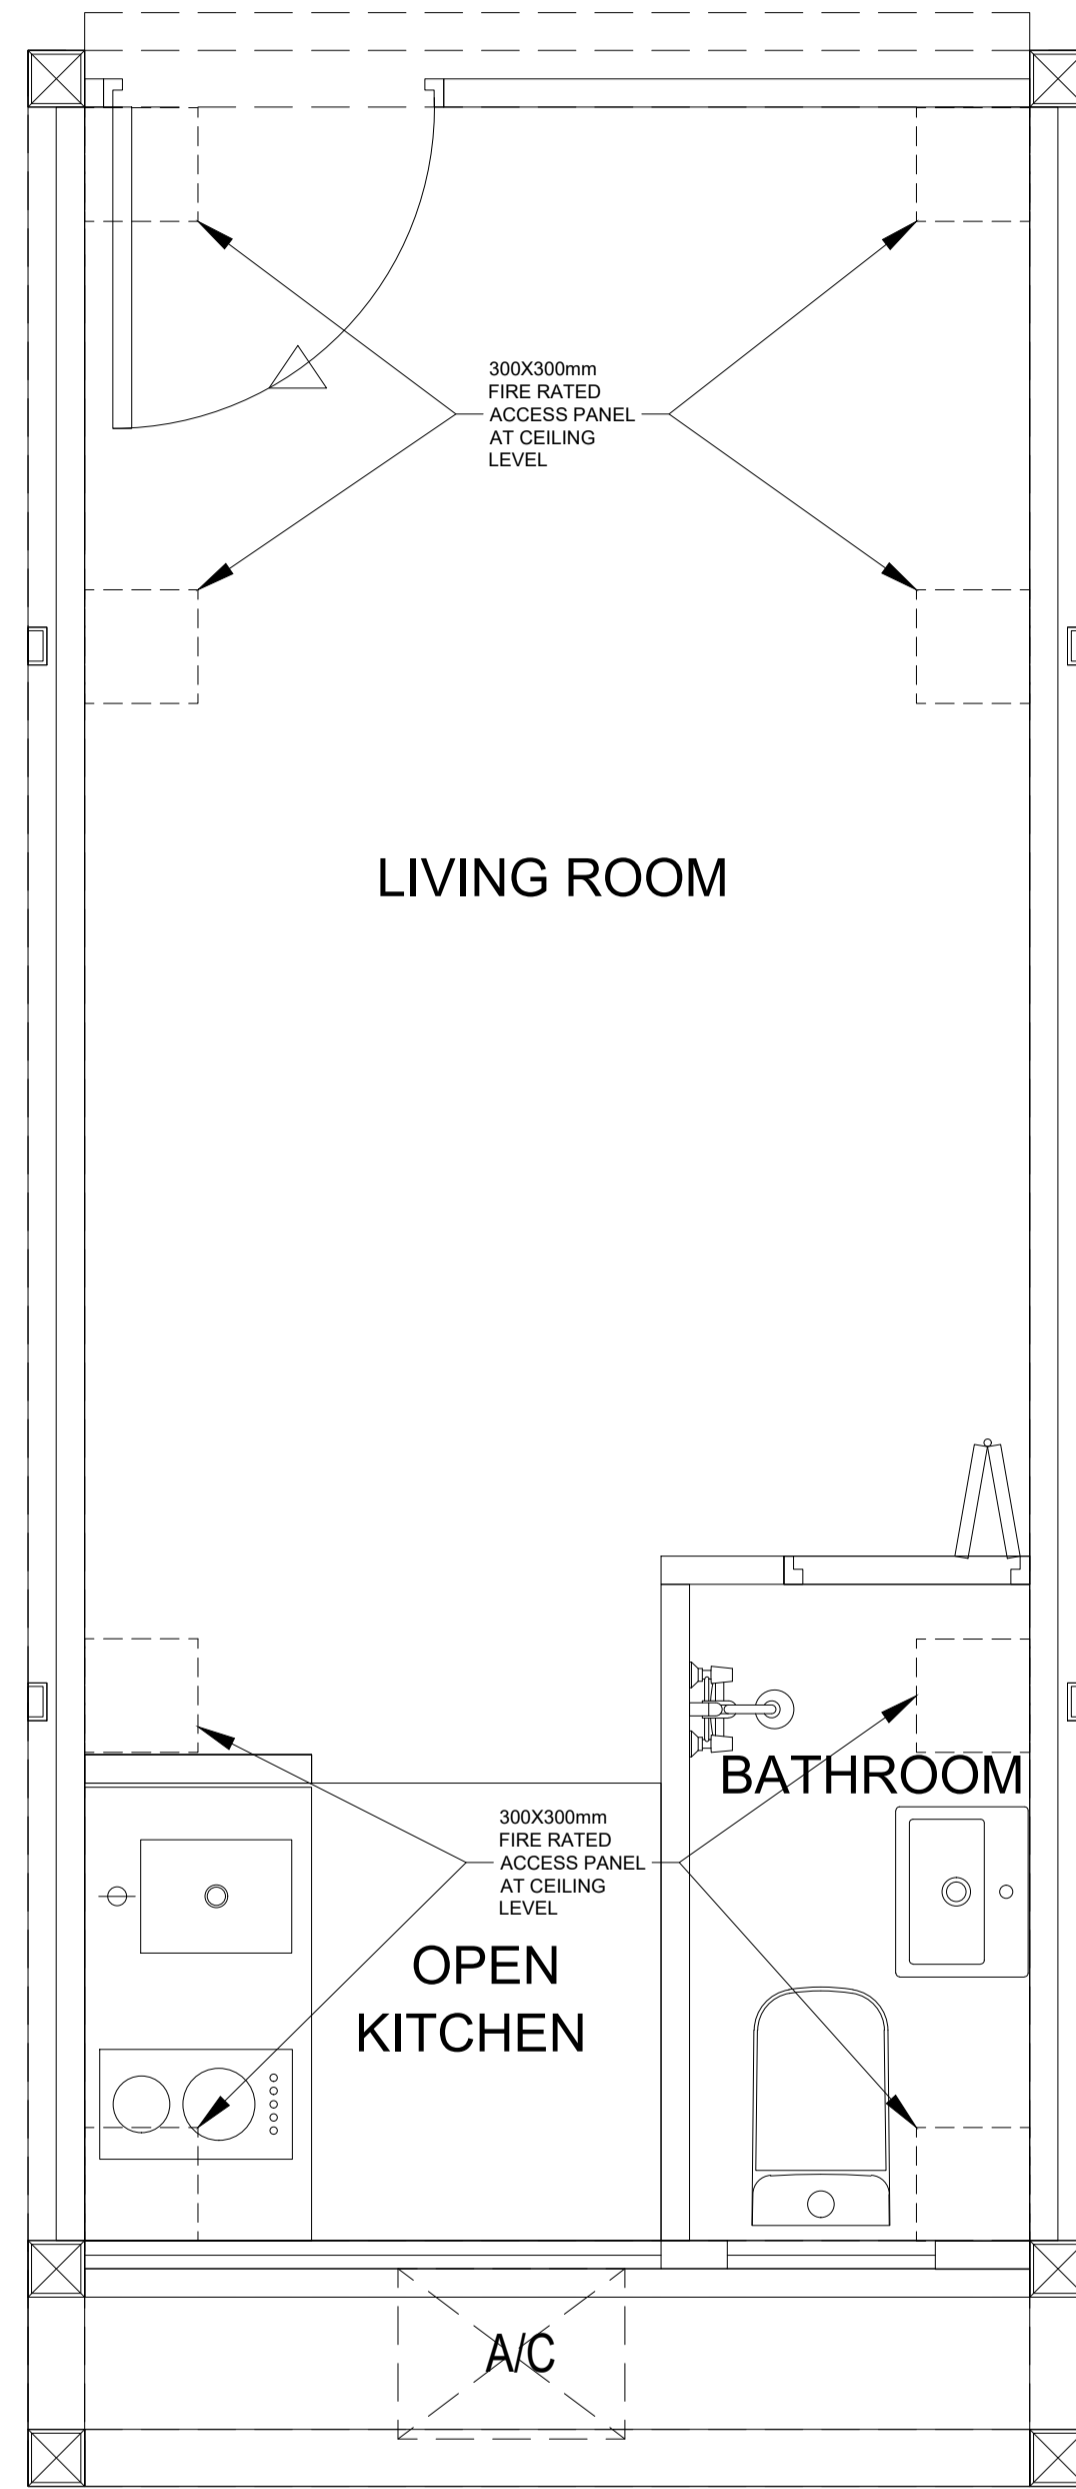 300X300mm
FIRE RATED
ACCESS PANEL
AT CEILING
LEVEL
LIVING ROOM
BATHROOM
300X300mm
FIRE RATED
ACCESS PANEL
AT CEILING
LEVEL
OPEN
KITCHEN
A/C